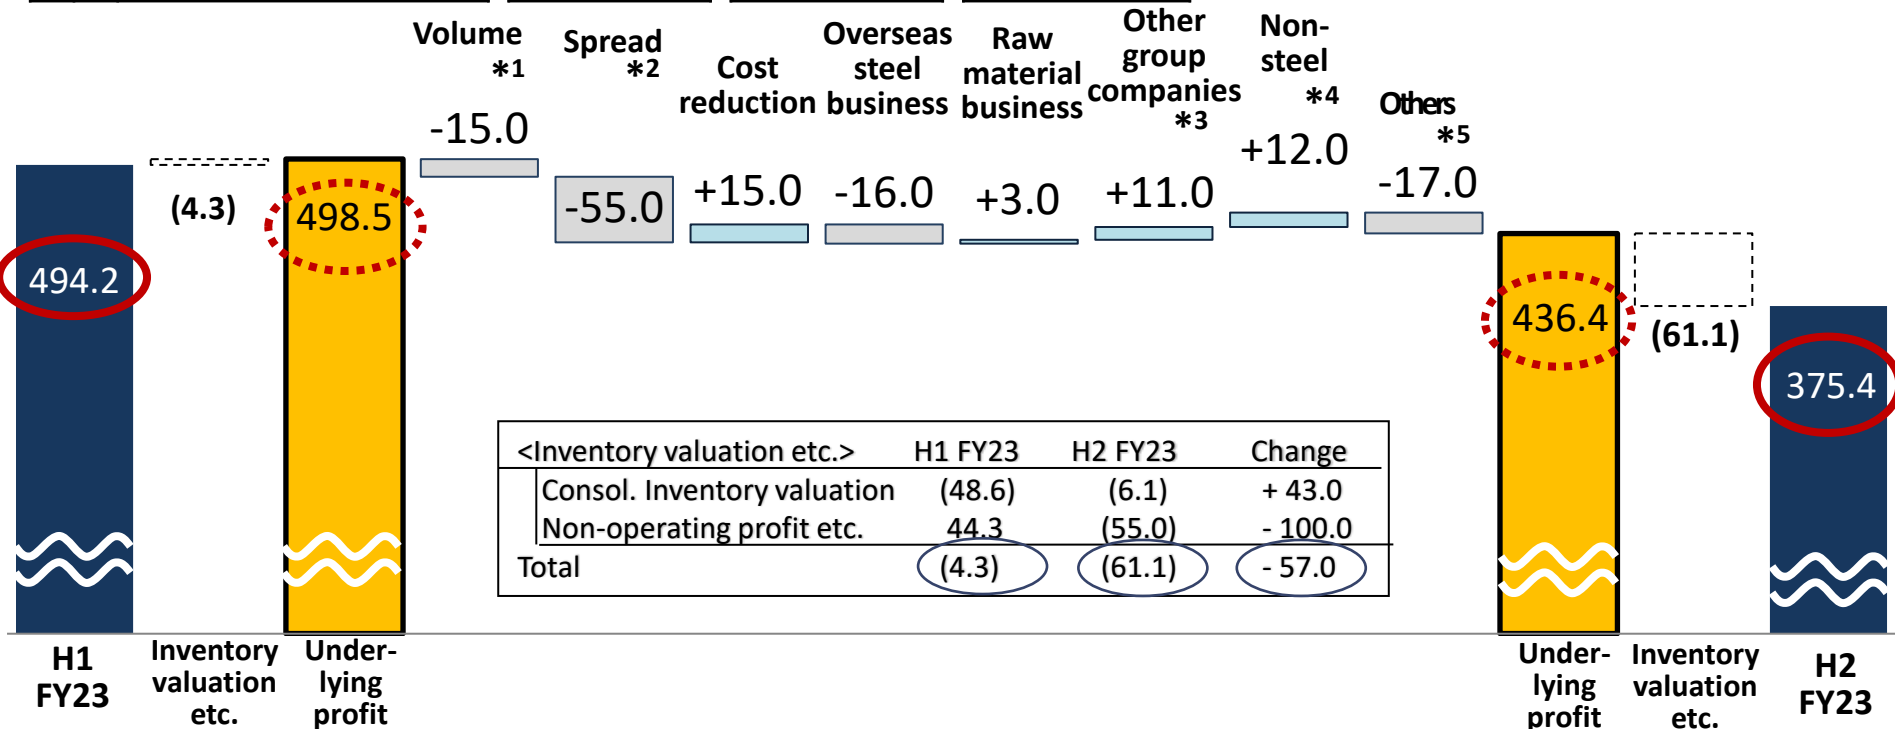 Volume
*1
-15.0
Spread
*2
-55.0
Cost
reduction
+15.0
Overseas
steel
business
-16.0
Raw
material
business
+3.0
Other
group
companies
*3
+11.0
Non-
steel
*4
+12.0
Others
*5
-17.0
494.2
(4.3)
498.5
436.4
(61.1)
375.4
<Inventory valuation etc.> H1 FY23 H2 FY23 Change
Consol. Inventory valuation (48.6) (6.1) + 43.0
Non-operating profit etc. 44.3 (55.0) - 100.0
Total (4.3) (61.1) - 57.0
H1
FY23
Inventory
valuation
etc.
Under-
lying
profit
Under-
lying
profit
Inventory
valuation
etc.
H2
FY23